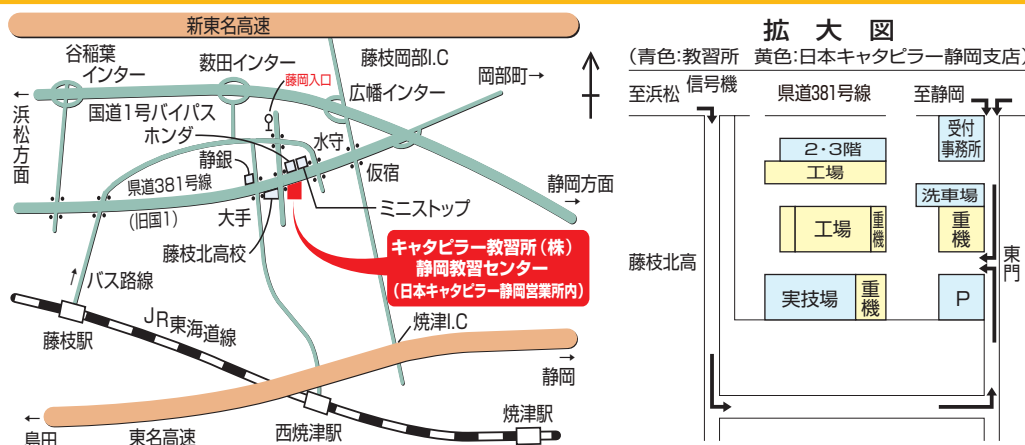 新東名高速
谷稲葉
インター
薮田インター
藤岡入口
藤枝岡部I.C
広幡インター
岡部町→
←浜松方面
国道1号バイパス
ホンダ
水守
静銀
県道381号線
(旧国1)
大手
仮宿
ミニストップ
静岡方面
→
藤枝北高校
キャタピラー教習所(株)
静岡教習センター
(日本キャタピラー静岡営業所内)
↑バス路線
藤枝駅
JR東海道線
焼津I.C
→
静岡
←
島田
東名高速
西焼津駅
焼津駅
拡大図
(青色:教習所 黄色:日本キャタピラー静岡支店)
至浜松
信号機
県道381号線
至静岡
受付
事務所
2・3階
工場
洗車場
工場
重機
重機
藤枝北高
東門
実技場
重機
P